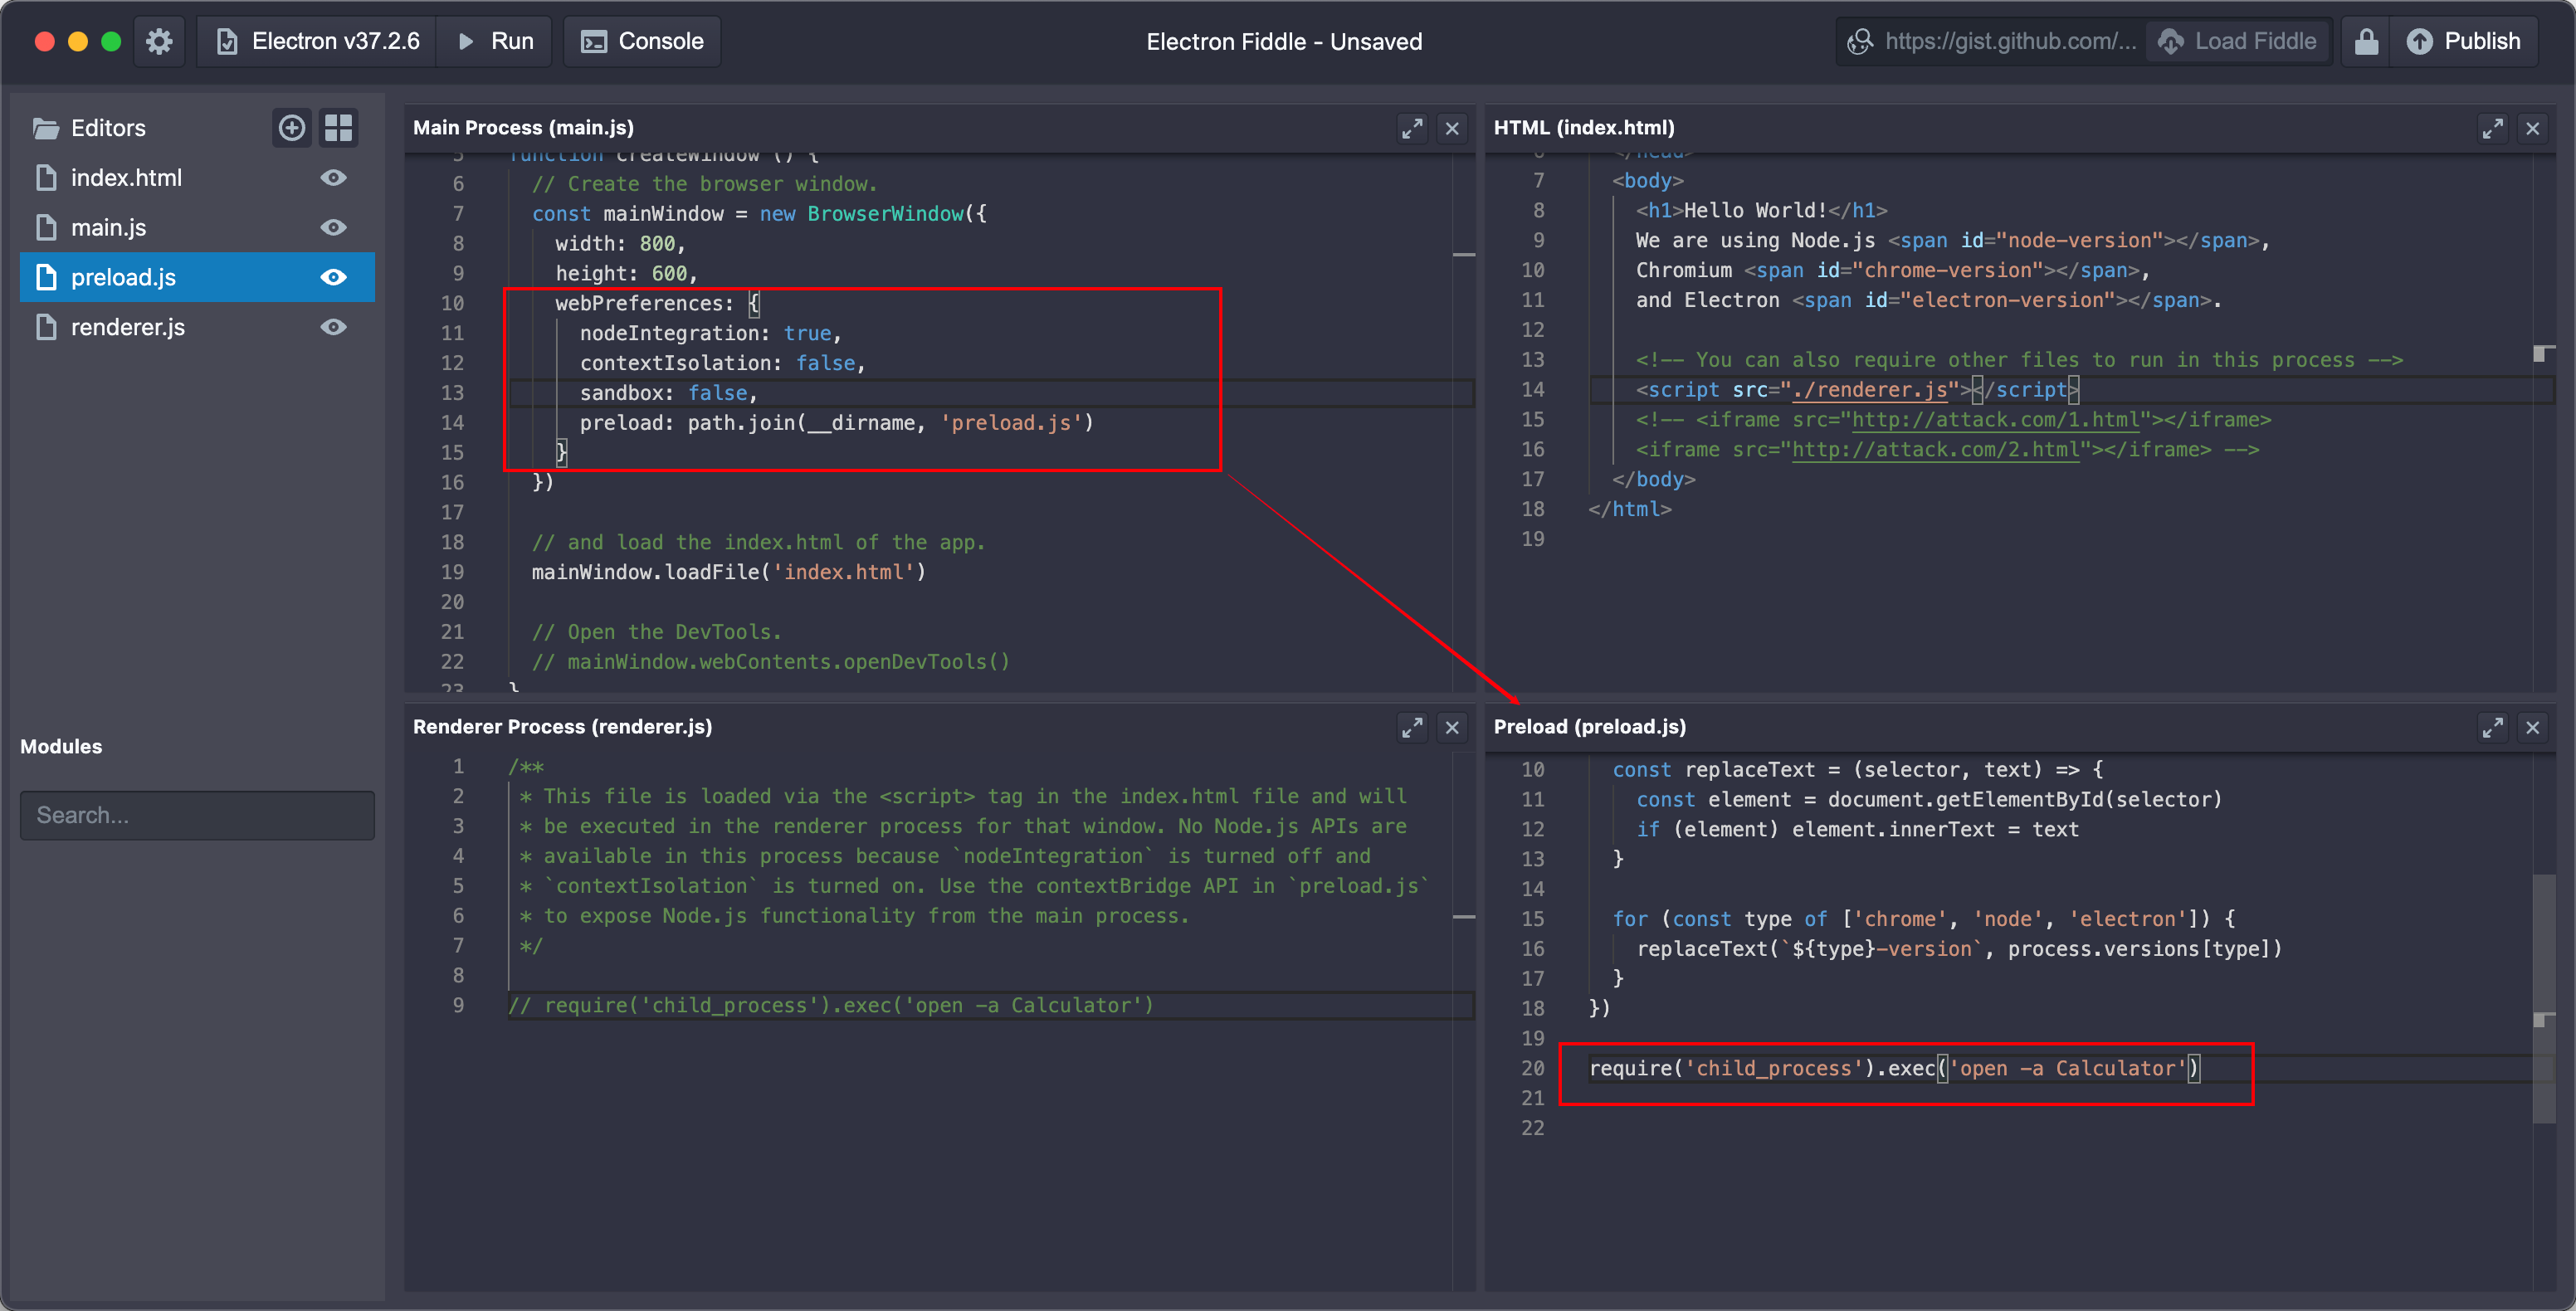 Electron v37.2.6 Run Console Electron Fiddle - Unsaved https://gist.github.com/... Load Fiddle Publish
Editors
index.html
main.js
preload.js
renderer.js
Modules
Search...
Main Process (main.js)
5 function createWindow () {
6 // Create the browser window.
7 const mainWindow = new BrowserWindow({
8 width: 800,
9 height: 600,
10 webPreferences: {
11 nodeIntegration: true,
12 contextIsolation: false,
13 sandbox: false,
14 preload: path.join(__dirname, 'preload.js')
15 }
16 })
17
18 // and load the index.html of the app.
19 mainWindow.loadFile('index.html')
20
21 // Open the DevTools.
22 // mainWindow.webContents.openDevTools()
23 }
HTML (index.html)
6 </head>
7 <body>
8 <h1>Hello World!</h1>
9 We are using Node.js <span id="node-version"></span>,
10 Chromium <span id="chrome-version"></span>,
11 and Electron <span id="electron-version"></span>.
12
13 <!-- You can also require other files to run in this process -->
14 <script src="./renderer.js"></script>
15 <!-- <iframe src="http://attack.com/1.html"></iframe>
16 <iframe src="http://attack.com/2.html"></iframe> -->
17 </body>
18 </html>
19
Renderer Process (renderer.js)
1 /**
2 * This file is loaded via the <script> tag in the index.html file and will
3 * be executed in the renderer process for that window. No Node.js APIs are
4 * available in this process because `nodeIntegration` is turned off and
5 * `contextIsolation` is turned on. Use the contextBridge API in `preload.js`
6 * to expose Node.js functionality from the main process.
7 */
8
9 // require('child_process').exec('open -a Calculator')
Preload (preload.js)
10 const replaceText = (selector, text) => {
11 const element = document.getElementById(selector)
12 if (element) element.innerText = text
13 }
14
15 for (const type of ['chrome', 'node', 'electron']) {
16 replaceText(`${type}-version`, process.versions[type])
17 }
18 })
19
20 require('child_process').exec('open -a Calculator')
21
22